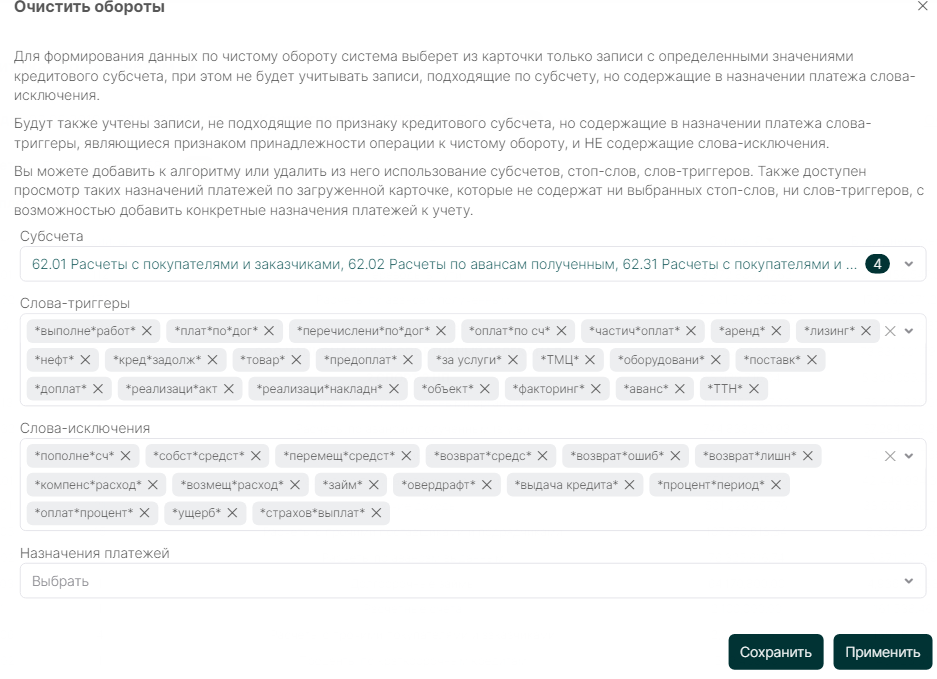 Очистить обороты
Для формирования данных по чистому обороту система выберет из карточки только записи с определенными значениями
кредитового субсчета, при этом не будет учитывать записи, подходящие по субсчету, но содержащие в назначении платежа слова-
исключения.
Будут также учтены записи, не подходящие по признаку кредитового субсчета, но содержащие в назначении платежа слова-
триггеры, являющиеся признаком принадлежности операции к чистому обороту, и НЕ содержащие слова-исключения.
Вы можете добавить к алгоритму или удалить из него использование субсчетов, стоп-слов, слов-триггеров. Также доступен
просмотр таких назначений платежей по загруженной карточке, которые не содержат ни выбранных стоп-слов, ни слов-триггеров, с
возможностью добавить конкретные назначения платежей к учету.
Субсчета
62.01 Расчеты с покупателями и заказчиками, 62.02 Расчеты по авансам полученным, 62.31 Расчеты с покупателями и ... 4
Слова-триггеры
*выполне*работ* *плат*по*дог* *перечислени*по*дог* *оплат*по сч* *частич*оплат* *аренд* *лизинг*
*нефт* *кред*задолж* *товар* *предоплат* *за услуги* *ТМЦ* *оборудовани* *поставк*
*доплат* *реализаци*акт *реализаци*накладн* *объект* *факторинг* *аванс* *ТТН*
Слова-исключения
*пополне*сч* *собст*средст* *перемещ*средст* *возврат*средс* *возврат*ошиб* *возврат*лишн*
*компенс*расход* *возмещ*расход* *займ* *овердрафт* *выдача кредита* *процент*период*
*оплат*процент* *ущерб* *страхов*выплат*
Назначения платежей
Выбрать
Сохранить Применить